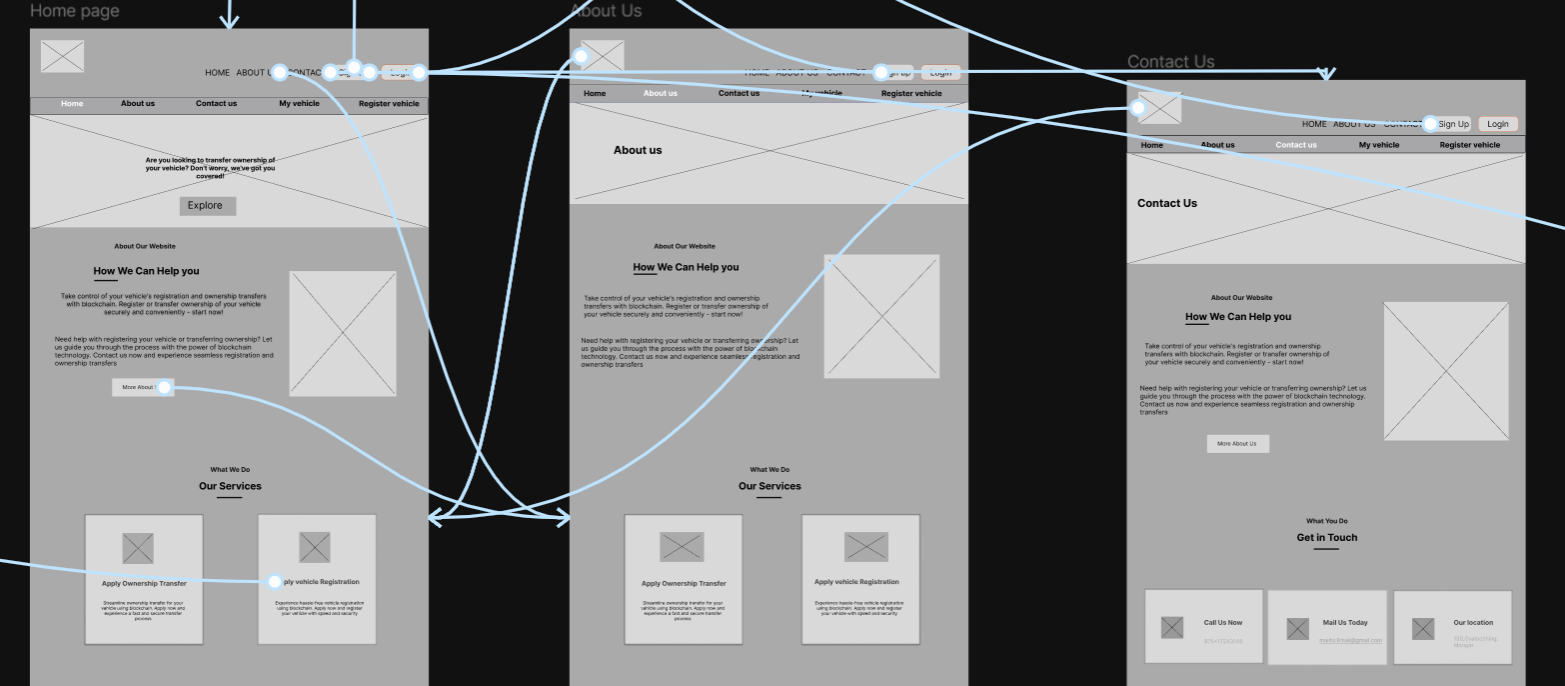 Home page
HOME ABOUT
Home About us Contact us My vehicle Register vehicle
Are you looking to transfer ownership of
your vehicle? Don't worry, we've got you
covered!
Explore
About Our Website
How We Can Help you
Take control of your vehicle's registration and ownership transfers
with blockchain. Register or transfer ownership of your vehicle
securely and conveniently - start now!
Need help with registering your vehicle or transferring ownership? Let
us guide you through the process with the power of blockchain
technology. Contact us now and experience seamless registration and
ownership transfers
More About
What We Do
Our Services
Apply Ownership Transfer
Streamline ownership transfer for your
vehicle using blockchain. Apply now and
experience a fast and secure transfer
process
vehicle Registration
Experience hassle-free vehicle registration
using blockchain. Apply now and register
your vehicle with speed and security
About Us
HOME ABOUT US CONTACT Login
Home About us Contact us My vehicle Register vehicle
About us
About Our Website
How We Can Help you
Take control of your vehicle's registration and ownership
transfers with blockchain. Register or transfer ownership of
your vehicle securely and conveniently - start now!
Need help with registering your vehicle or transferring ownership? Let
us guide you through the process with the power of blockchain
technology. Contact us now and experience seamless registration and
ownership transfers
What We Do
Our Services
Apply Ownership Transfer
Streamline ownership transfer for your
vehicle using blockchain. Apply now and
experience a fast and secure transfer
process
Apply vehicle Registration
Experience hassle-free vehicle registration
using blockchain. Apply now and register
your vehicle with speed and security
Contact Us
HOME ABOUT US CONTACT Sign Up Login
Home About us Contact us My vehicle Register vehicle
Contact Us
About Our Website
How We Can Help you
Take control of your vehicle's registration and ownership
transfers with blockchain. Register or transfer ownership of
your vehicle securely and conveniently - start now!
Need help with registering your vehicle or transferring ownership? Let us
guide you through the process with the power of blockchain technology.
Contact us now and experience seamless registration and ownership
transfers
More About Us
What You Do
Get in Touch
Call Us Now
Mail Us Today
Our location